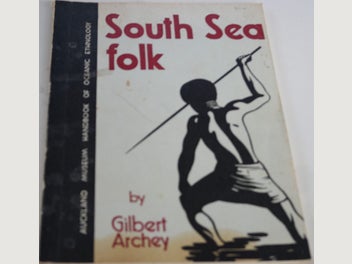 South Sea
folk
by
Gilbert
Archey
AUCKLAND MUSEUM HANDBOOK OF OCEANIC ETHNOLOGY